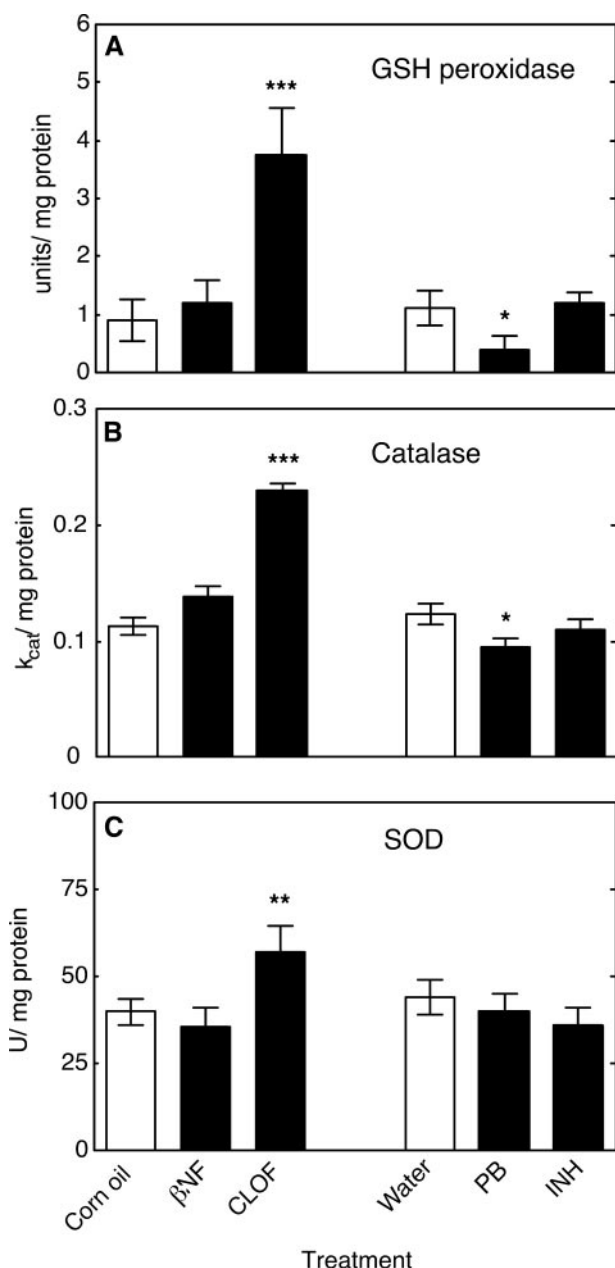 A
GSH peroxidase
units/ mg protein
6
5
4
3
2
1
0
***
*
B
Catalase
kcat/ mg protein
0.3
0.2
0.1
0
***
*
C
SOD
U/ mg protein
100
75
50
25
0
**
Corn oil
βNF
CLOF
Water
PB
INH
Treatment